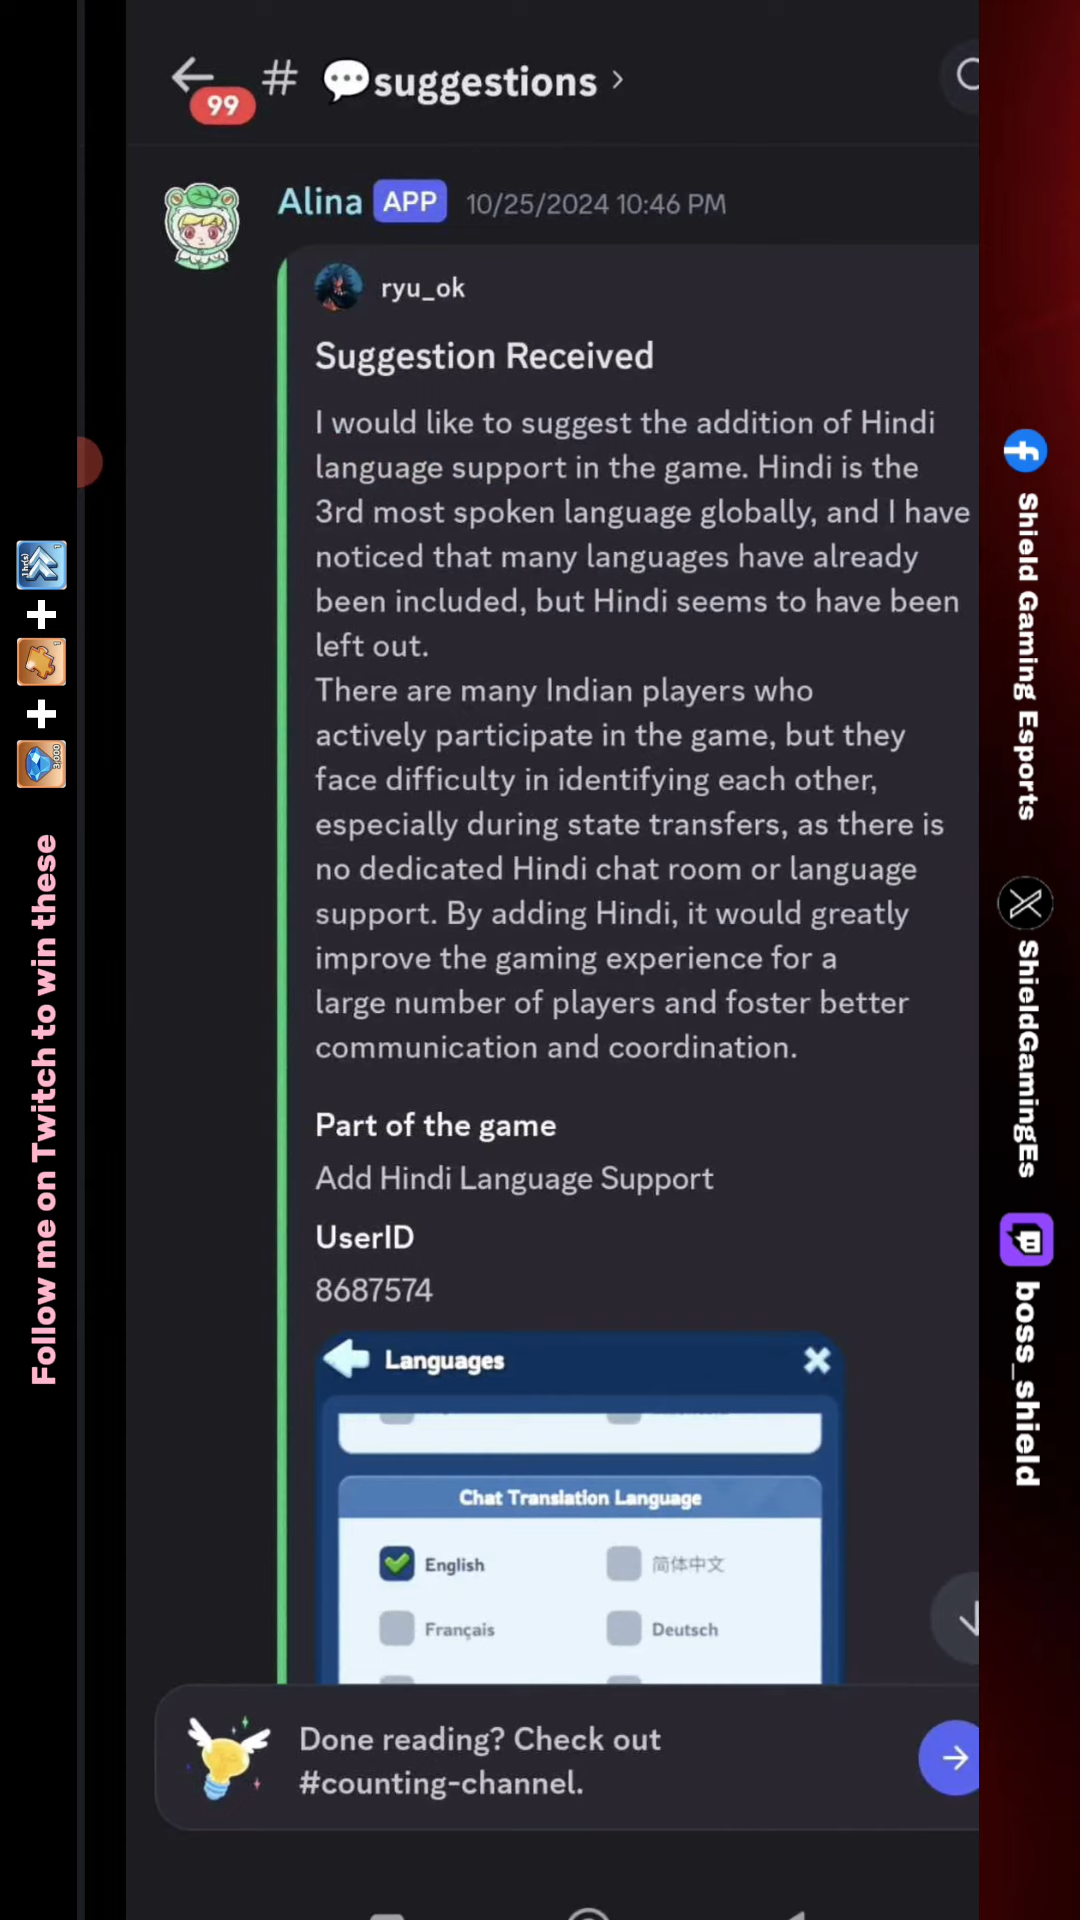 99
# 💬suggestions >
Alina APP 10/25/2024 10:46 PM
ryu_ok
Suggestion Received
I would like to suggest the addition of Hindi
language support in the game. Hindi is the
3rd most spoken language globally, and I have
noticed that many languages have already
been included, but Hindi seems to have been
left out.
There are many Indian players who
actively participate in the game, but they
face difficulty in identifying each other,
especially during state transfers, as there is
no dedicated Hindi chat room or language
support. By adding Hindi, it would greatly
improve the gaming experience for a
large number of players and foster better
communication and coordination.
Part of the game
Add Hindi Language Support
UserID
8687574
Languages
Chat Translation Language
English 简体中文
Français Deutsch
Done reading? Check out
#counting-channel.
Follow me on Twitch to win these
+
+
1 hr(s)
1
1
3,000
Shield Gaming Esports
ShieldGamingEs
boss_shield